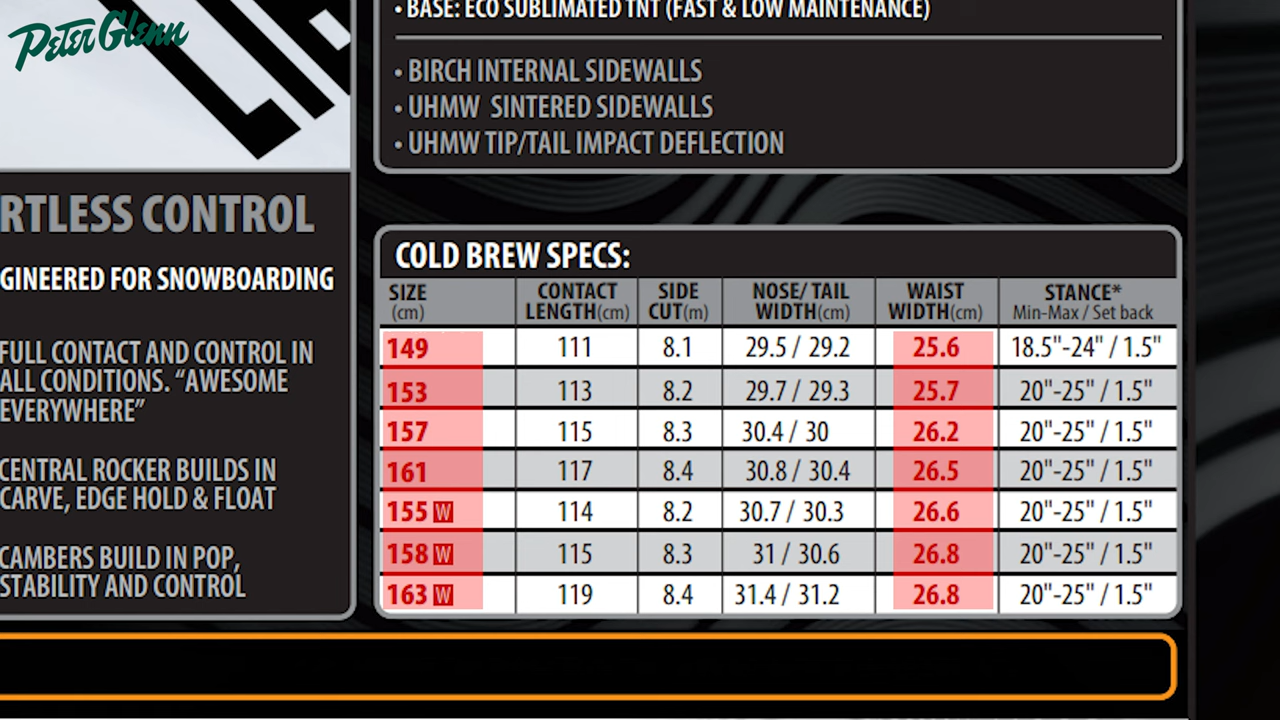 Peter Glenn
• BASE: ECO SUBLIMATED TNT (FAST & LOW MAINTENANCE)
• BIRCH INTERNAL SIDEWALLS
• UHMW SINTERED SIDEWALLS
• UHMW TIP/TAIL IMPACT DEFLECTION
RTLESS CONTROL
GINEERED FOR SNOWBOARDING
FULL CONTACT AND CONTROL IN
ALL CONDITIONS. “AWESOME
EVERYWHERE”
CENTRAL ROCKER BUILDS IN
CARVE, EDGE HOLD & FLOAT
CAMBERS BUILD IN POP,
STABILITY AND CONTROL
COLD BREW SPECS:
SIZE (cm) CONTACT LENGTH(cm) SIDE CUT(m) NOSE/ TAIL WIDTH(cm) WAIST WIDTH(cm) STANCE* Min-Max / Set back
149 111 8.1 29.5 / 29.2 25.6 18.5"-24" / 1.5"
153 113 8.2 29.7 / 29.3 25.7 20"-25" / 1.5"
157 115 8.3 30.4 / 30 26.2 20"-25" / 1.5"
161 117 8.4 30.8 / 30.4 26.5 20"-25" / 1.5"
155 W 114 8.2 30.7 / 30.3 26.6 20"-25" / 1.5"
158 W 115 8.3 31 / 30.6 26.8 20"-25" / 1.5"
163 W 119 8.4 31.4 / 31.2 26.8 20"-25" / 1.5"